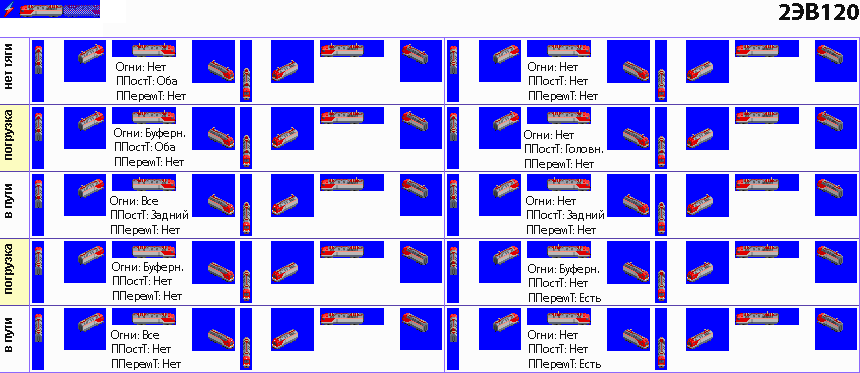 2ЭВ120
нет тяги
Огни: Нет
ППостТ: Оба
ППеремТ: Нет
Огни: Нет
ППостТ: Нет
ППеремТ: Нет
погрузка
Огни: Буферн.
ППостТ: Оба
ППеремТ: Нет
Огни: Нет
ППостТ: Головн.
ППеремТ: Нет
в пути
Огни: Все
ППостТ: Задний
ППеремТ: Нет
Огни: Нет
ППостТ: Задний
ППеремТ: Нет
погрузка
Огни: Буферн.
ППостТ: Нет
ППеремТ: Нет
Огни: Буферн.
ППостТ: Нет
ППеремТ: Есть
в пути
Огни: Все
ППостТ: Нет
ППеремТ: Нет
Огни: Нет
ППостТ: Нет
ППеремТ: Есть